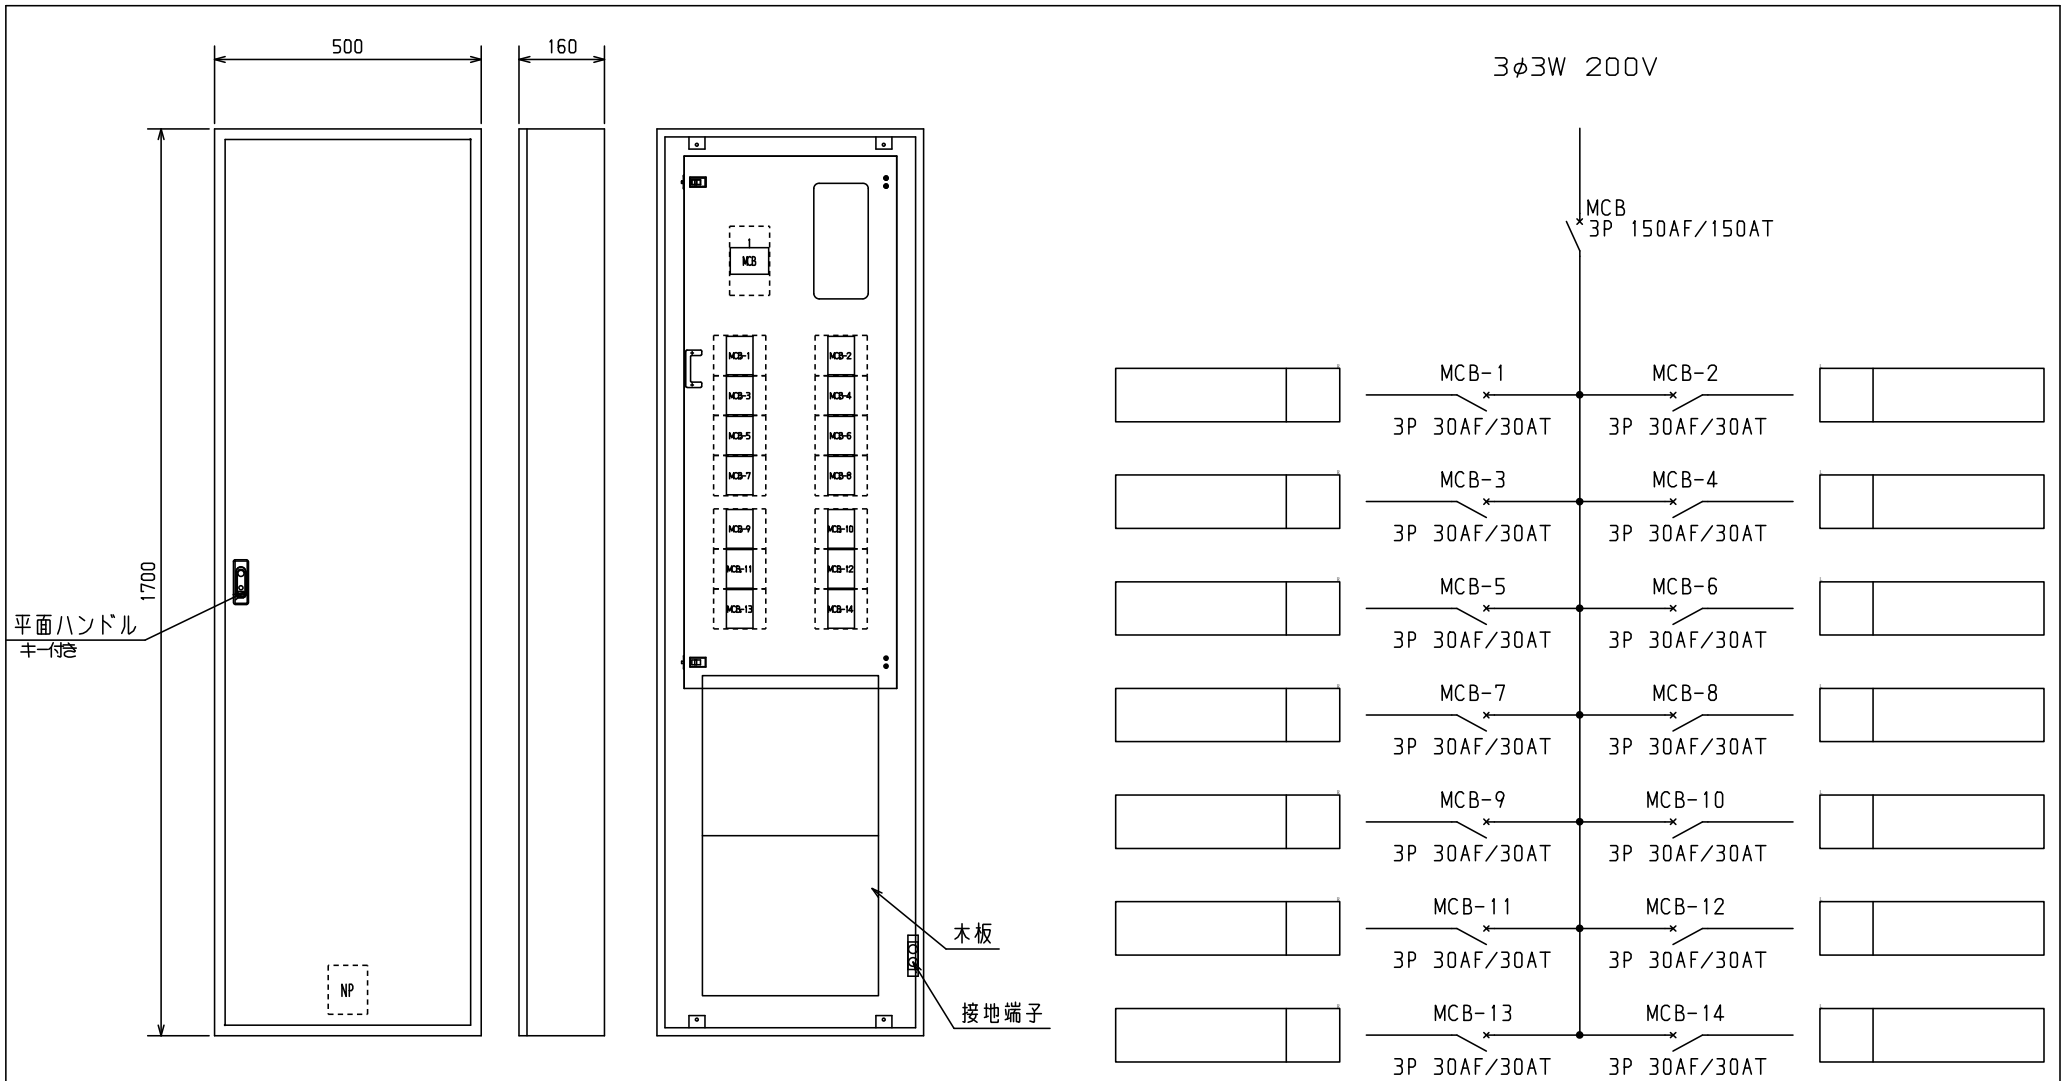 500
160
1700
平面ハンドル
キー付き
NP
1
MCB
MCB-1
MCB-2
MCB-3
MCB-4
MCB-5
MCB-6
MCB-7
MCB-8
MCB-9
MCB-10
MCB-11
MCB-12
MCB-13
MCB-14
木板
接地端子
3φ3W 200V
MCB
3P 150AF/150AT
MCB-1
MCB-2
3P 30AF/30AT
3P 30AF/30AT
MCB-3
MCB-4
3P 30AF/30AT
3P 30AF/30AT
MCB-5
MCB-6
3P 30AF/30AT
3P 30AF/30AT
MCB-7
MCB-8
3P 30AF/30AT
3P 30AF/30AT
MCB-9
MCB-10
3P 30AF/30AT
3P 30AF/30AT
MCB-11
MCB-12
3P 30AF/30AT
3P 30AF/30AT
MCB-13
MCB-14
3P 30AF/30AT
3P 30AF/30AT